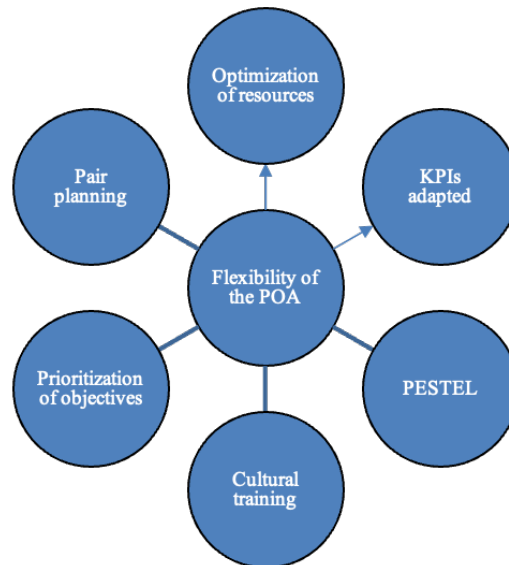 Optimization
of resources
Pair
planning
KPIs
adapted
Flexibility of
the POA
Prioritization
of objectives
PESTEL
Cultural
training